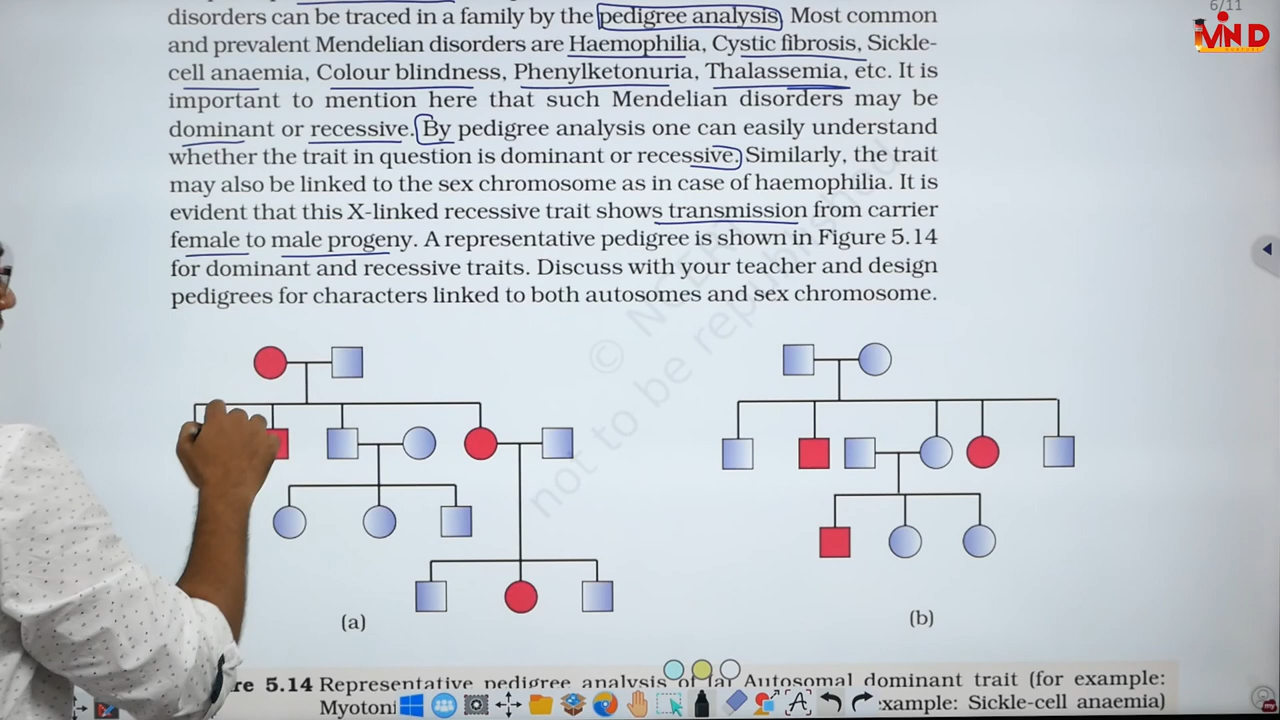 6/11
MIND
disorders can be traced in a family by the pedigree analysis. Most common
and prevalent Mendelian disorders are Haemophilia, Cystic fibrosis, Sickle-
cell anaemia, Colour blindness, Phenylketonuria, Thalassemia, etc. It is
important to mention here that such Mendelian disorders may be
dominant or recessive. By pedigree analysis one can easily understand
whether the trait in question is dominant or recessive. Similarly, the trait
may also be linked to the sex chromosome as in case of haemophilia. It is
evident that this X-linked recessive trait shows transmission from carrier
female to male progeny. A representative pedigree is shown in Figure 5.14
for dominant and recessive traits. Discuss with your teacher and design
pedigrees for characters linked to both autosomes and sex chromosome.
© NCERT
not to be republished
(a)
(b)
5.14 Representative pedigree analysis of (a) Autosomal dominant trait (for example:
Myotoni xample: Sickle-cell anaemia)